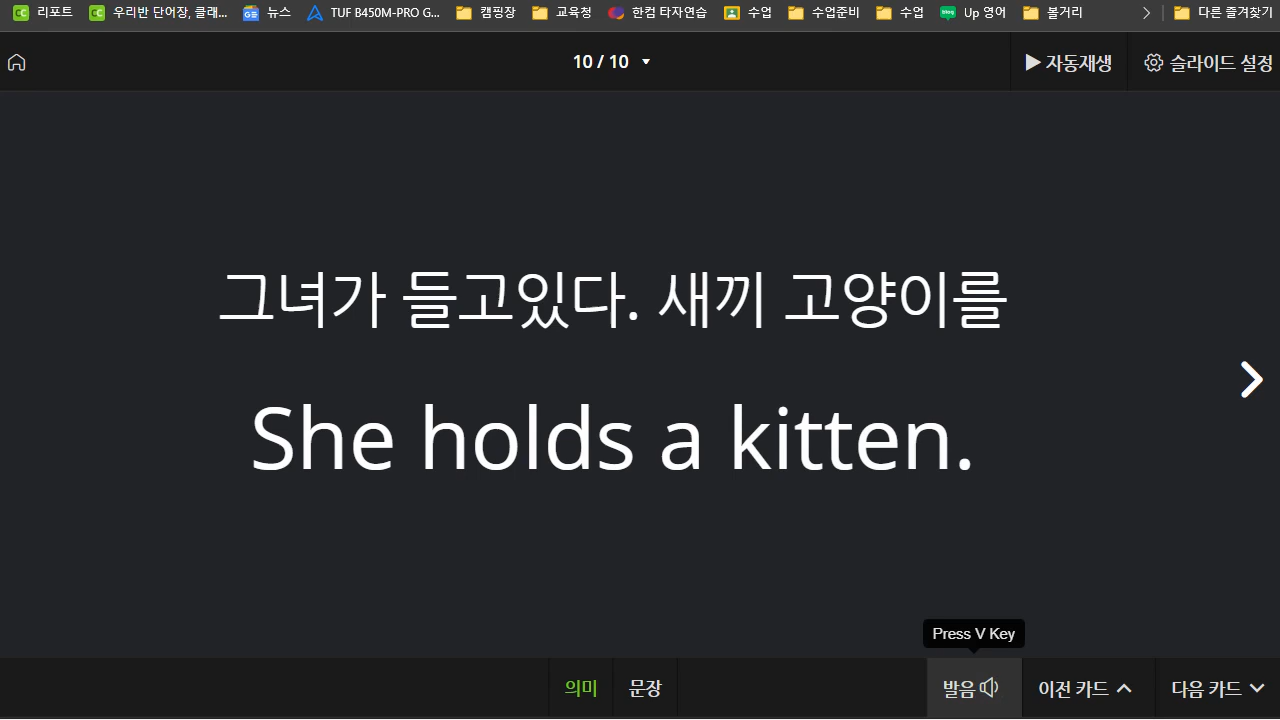 리포트 우리반 단어장, 클래... 뉴스 TUF B450M-PRO G... 캠핑장 교육청 한컴 타자연습 수업 수업준비 수업 Up 영어 볼거리 다른 즐겨찾기
10 / 10 자동재생 슬라이드 설정
그녀가 들고있다. 새끼 고양이를
She holds a kitten.
Press V Key
의미 문장 발음 이전 카드 다음 카드